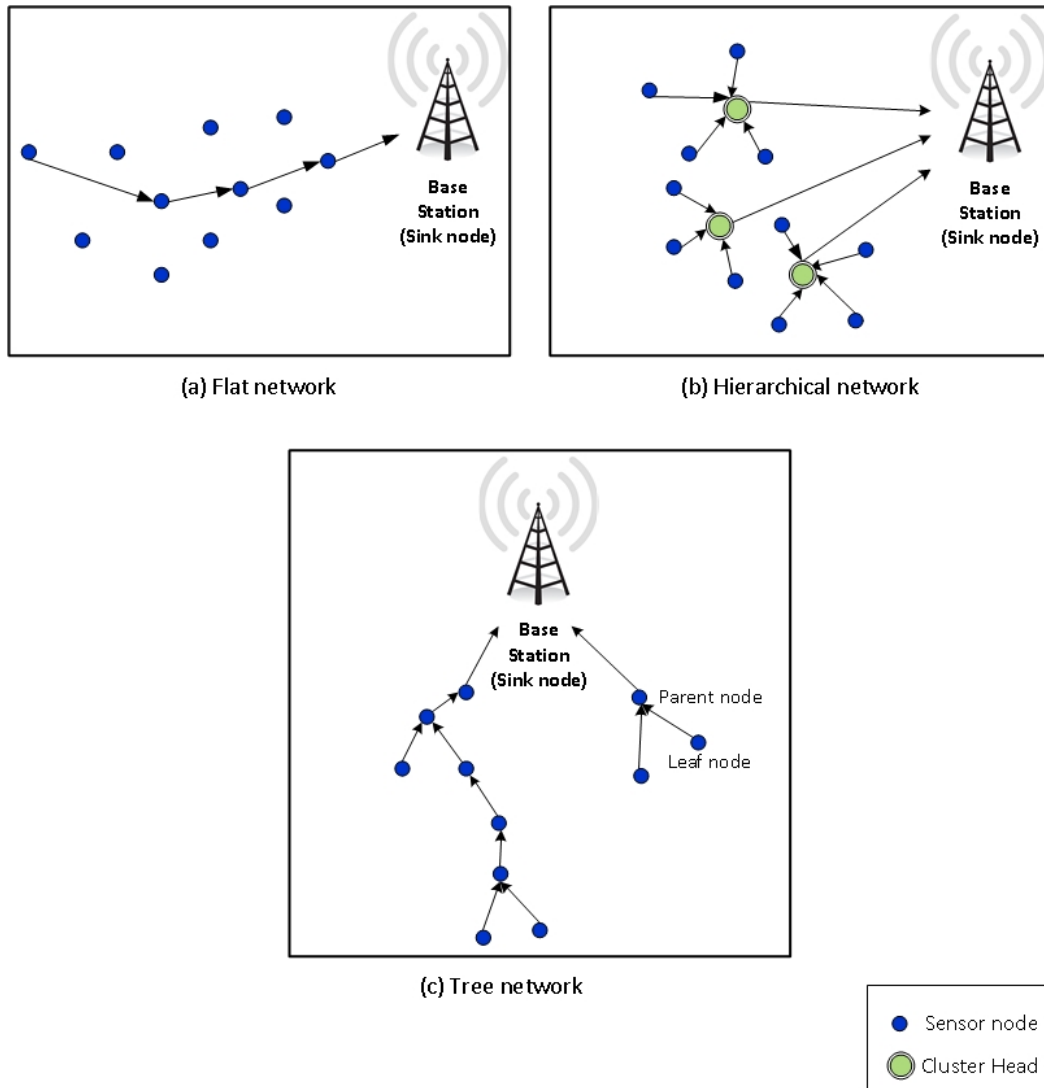 Base
Station
(Sink node)
Base
Station
(Sink node)
(a) Flat network
(b) Hierarchical network
Base
Station
(Sink node)
Parent node
Leaf node
(c) Tree network
Sensor node
Cluster Head